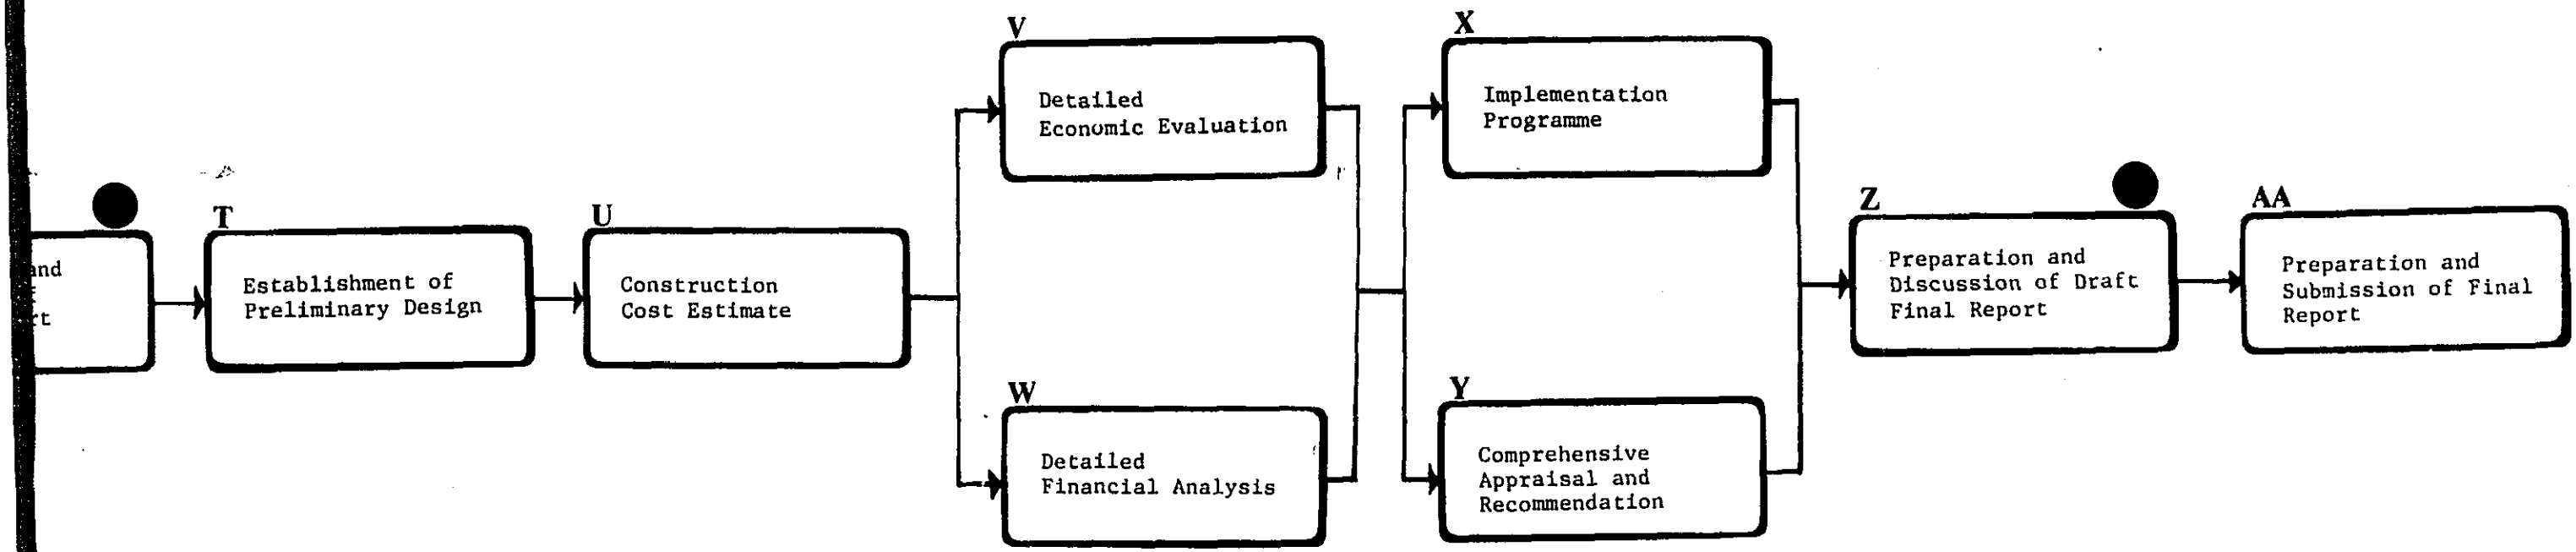 and
rt
T
Establishment of
Preliminary Design
U
Construction
Cost Estimate
V
Detailed
Economic Evaluation
W
Detailed
Financial Analysis
X
Implementation
Programme
Y
Comprehensive
Appraisal and
Recommendation
Z
Preparation and
Discussion of Draft
Final Report
AA
Preparation and
Submission of Final
Report